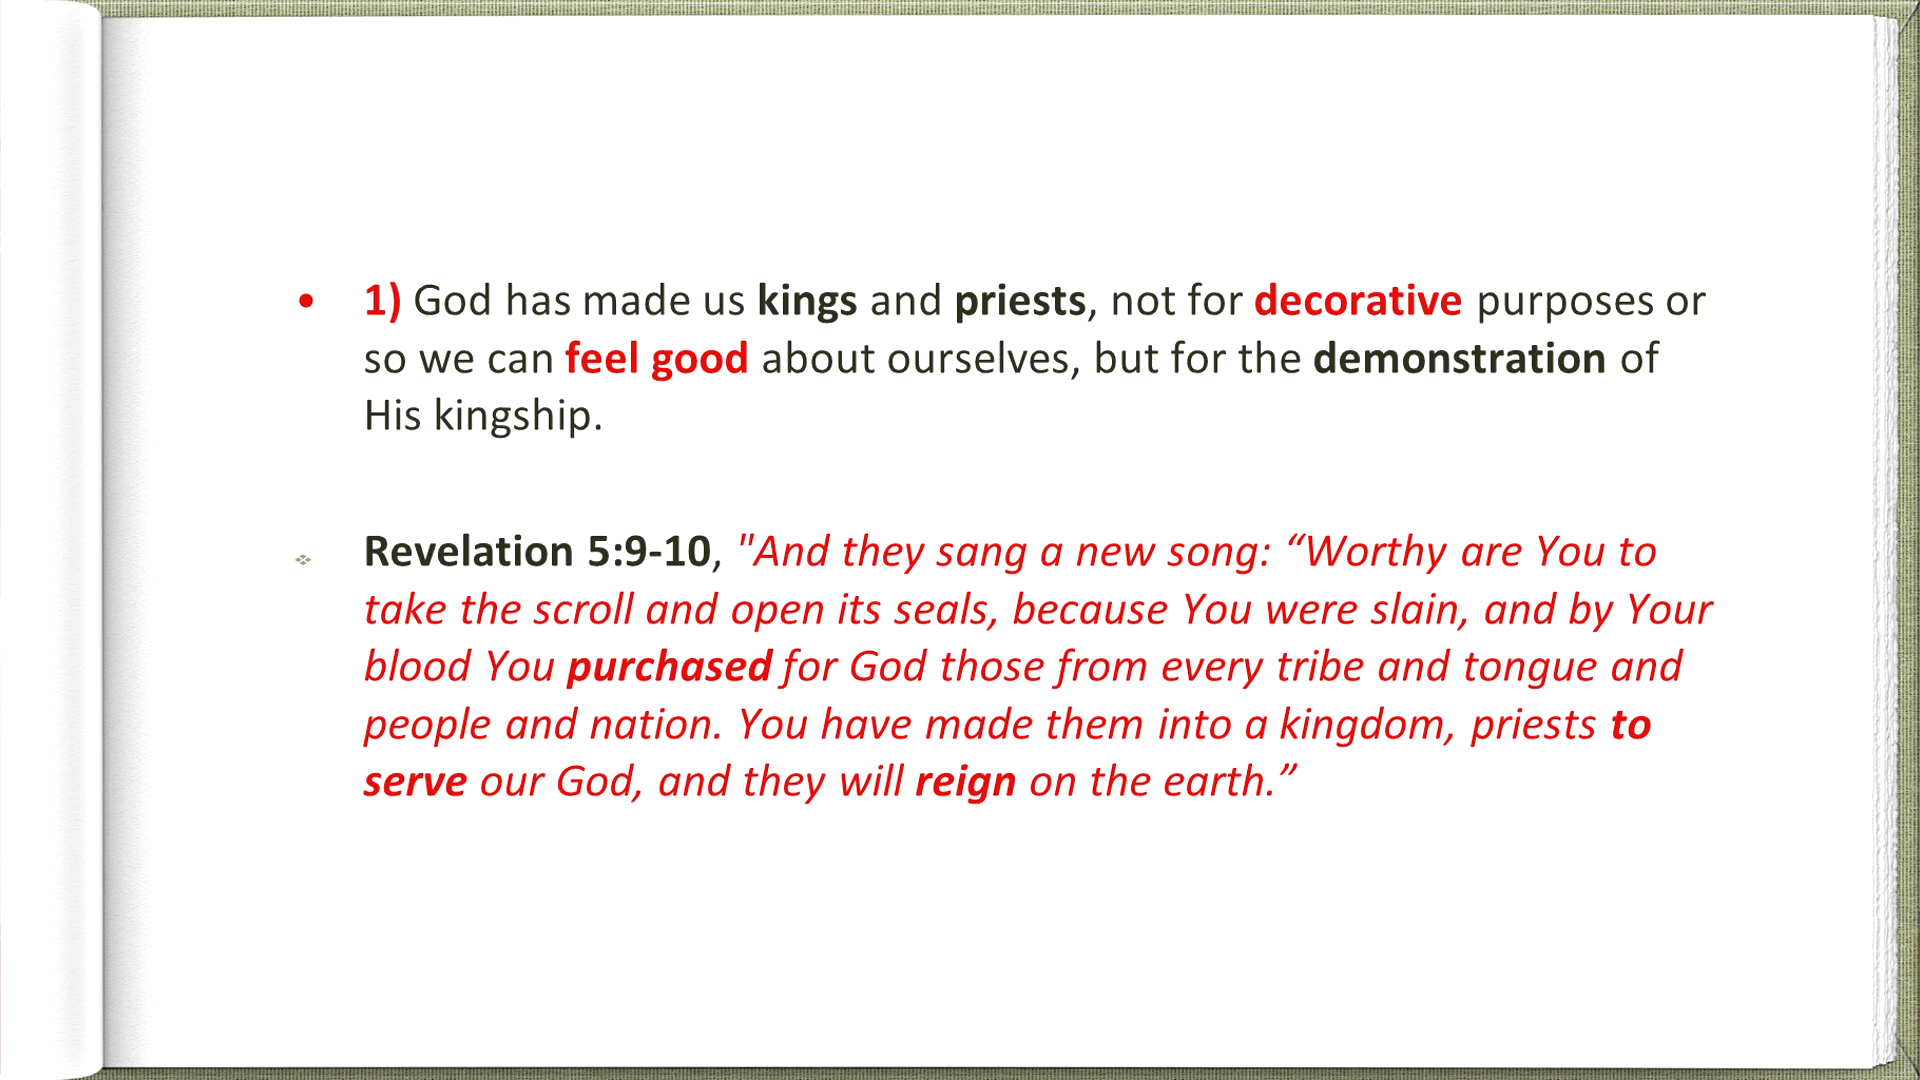 • 1) God has made us kings and priests, not for decorative purposes or
so we can feel good about ourselves, but for the demonstration of
His kingship.
❖ Revelation 5:9-10, "And they sang a new song: “Worthy are You to
take the scroll and open its seals, because You were slain, and by Your
blood You purchased for God those from every tribe and tongue and
people and nation. You have made them into a kingdom, priests to
serve our God, and they will reign on the earth.”